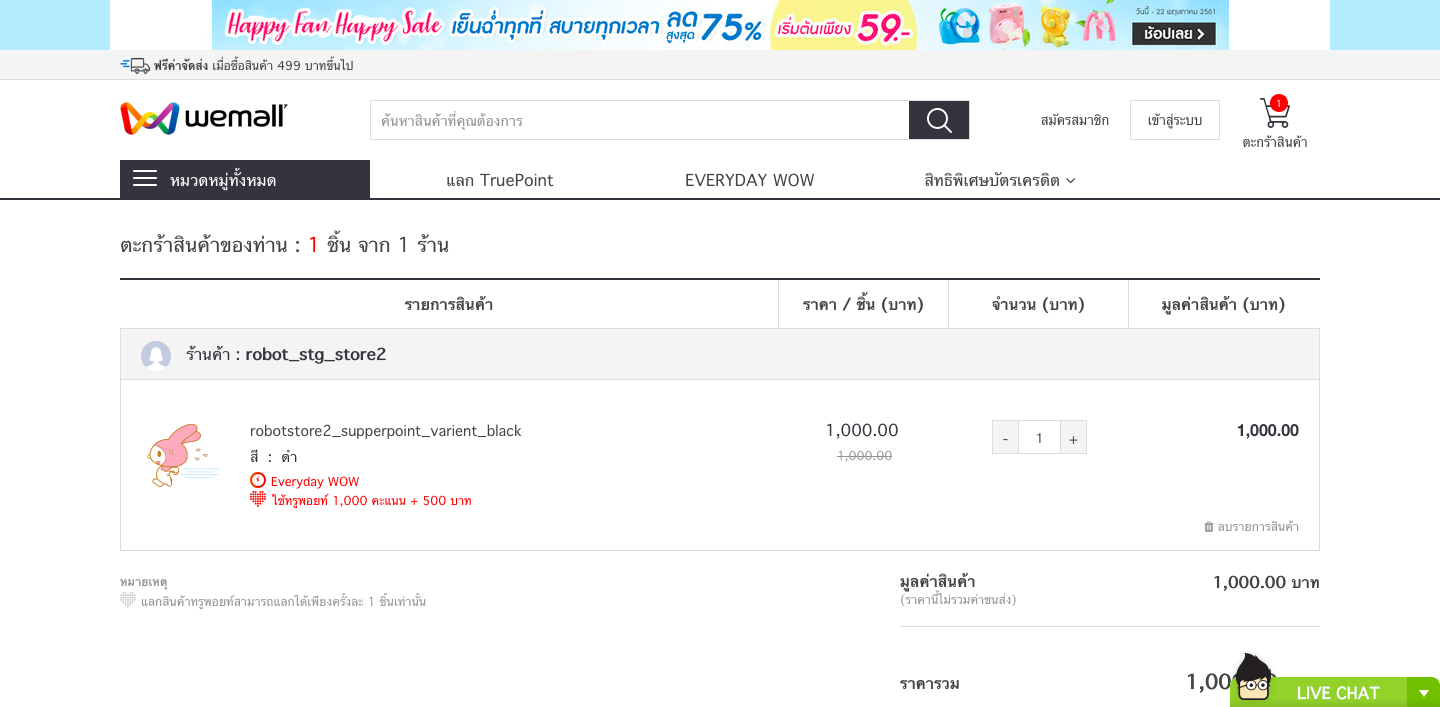 Happy Fan Happy Sale เย็นฉ่ำทุกที่ สบายทุกเวลา ลดสูงสุด 75% เริ่มต้นเพียง 59.- วันนี้ - 22 พฤษภาคม 2561 ช้อปเลย
ฟรีค่าจัดส่ง เมื่อซื้อสินค้า 499 บาทขึ้นไป
wemall
ค้นหาสินค้าที่คุณต้องการ
สมัครสมาชิก
เข้าสู่ระบบ
1
ตะกร้าสินค้า
หมวดหมู่ทั้งหมด
แลก TruePoint
EVERYDAY WOW
สิทธิพิเศษบัตรเครดิต
ตะกร้าสินค้าของท่าน : 1 ชิ้น จาก 1 ร้าน
รายการสินค้า
ราคา / ชิ้น (บาท)
จำนวน (บาท)
มูลค่าสินค้า (บาท)
ร้านค้า : robot_stg_store2
robotstore2_supperpoint_varient_black
สี : ดำ
Everyday WOW
ใช้ทรูพอยท์ 1,000 คะแนน + 500 บาท
1,000.00
1,000.00
- 1 +
1,000.00
ลบรายการสินค้า
หมายเหตุ
แลกสินค้าทรูพอยท์สามารถแลกได้เพียงครั้งละ 1 ชิ้นเท่านั้น
มูลค่าสินค้า
1,000.00 บาท
(ราคานี้ไม่รวมค่าขนส่ง)
ราคารวม
LIVE CHAT